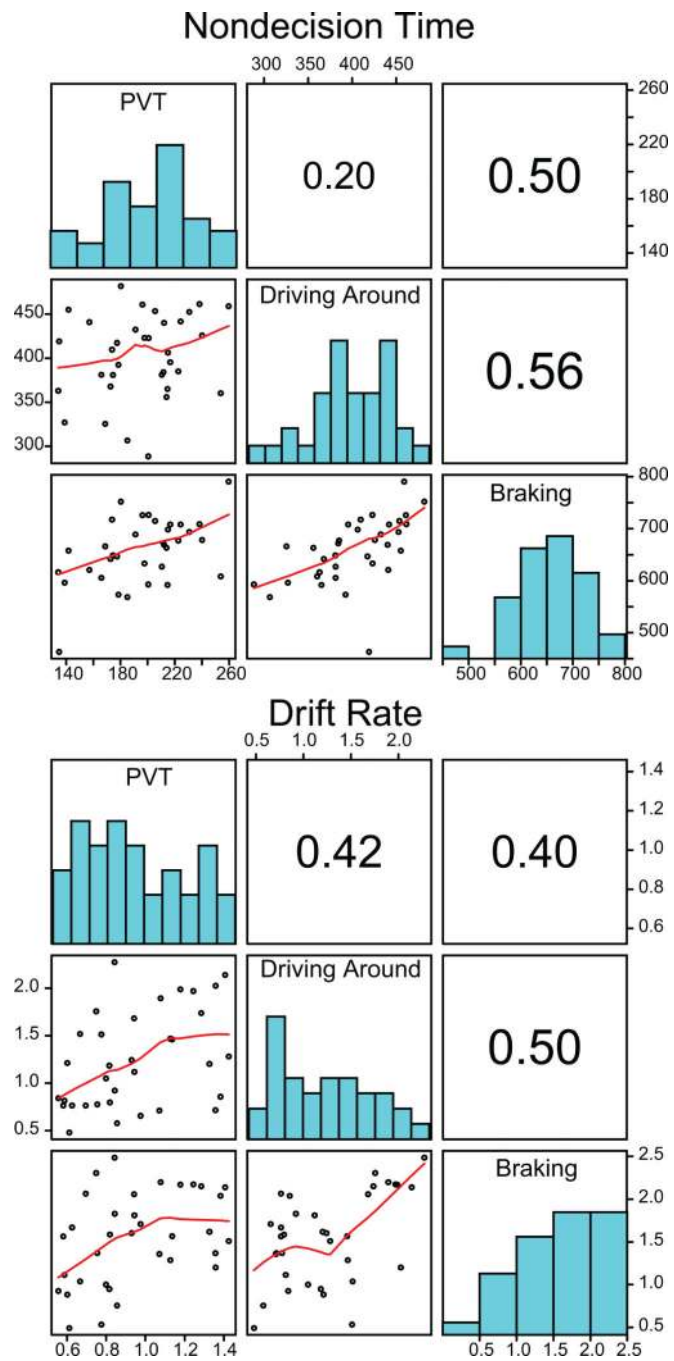 Nondecision Time
300 350 400 450
PVT
0.20
0.50
260
220
180
140
450
400
350
300
Driving Around
0.56
Braking
800
700
600
500
140 180 220 260
500 600 700 800
Drift Rate
0.5 1.0 1.5 2.0
PVT
0.42
0.40
1.4
1.2
1.0
0.8
0.6
2.0
1.5
1.0
0.5
Driving Around
0.50
Braking
2.5
2.0
1.5
1.0
0.5
0.6 0.8 1.0 1.2 1.4
0.5 1.0 1.5 2.0 2.5